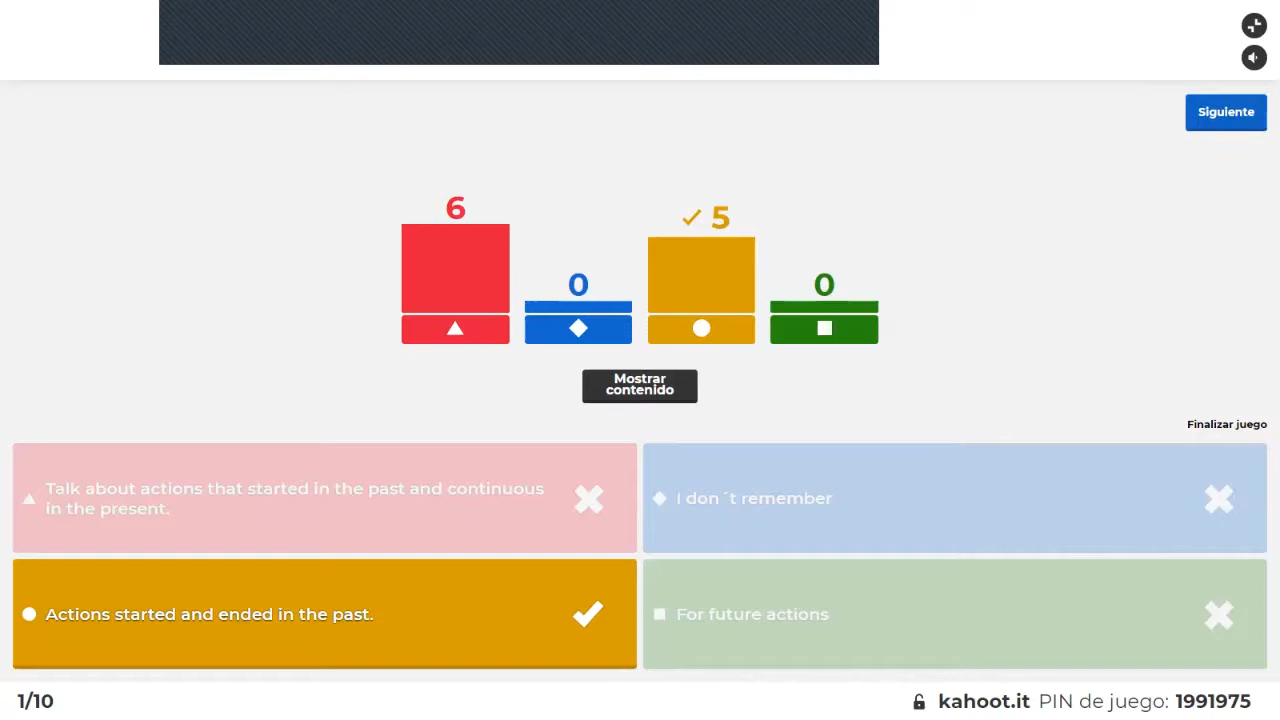 Siguiente
6
0
5
0
Mostrar
contenido
Finalizar juego
Talk about actions that started in the past and continuous
in the present.
I don´t remember
Actions started and ended in the past.
For future actions
1/10
kahoot.it PIN de juego: 1991975